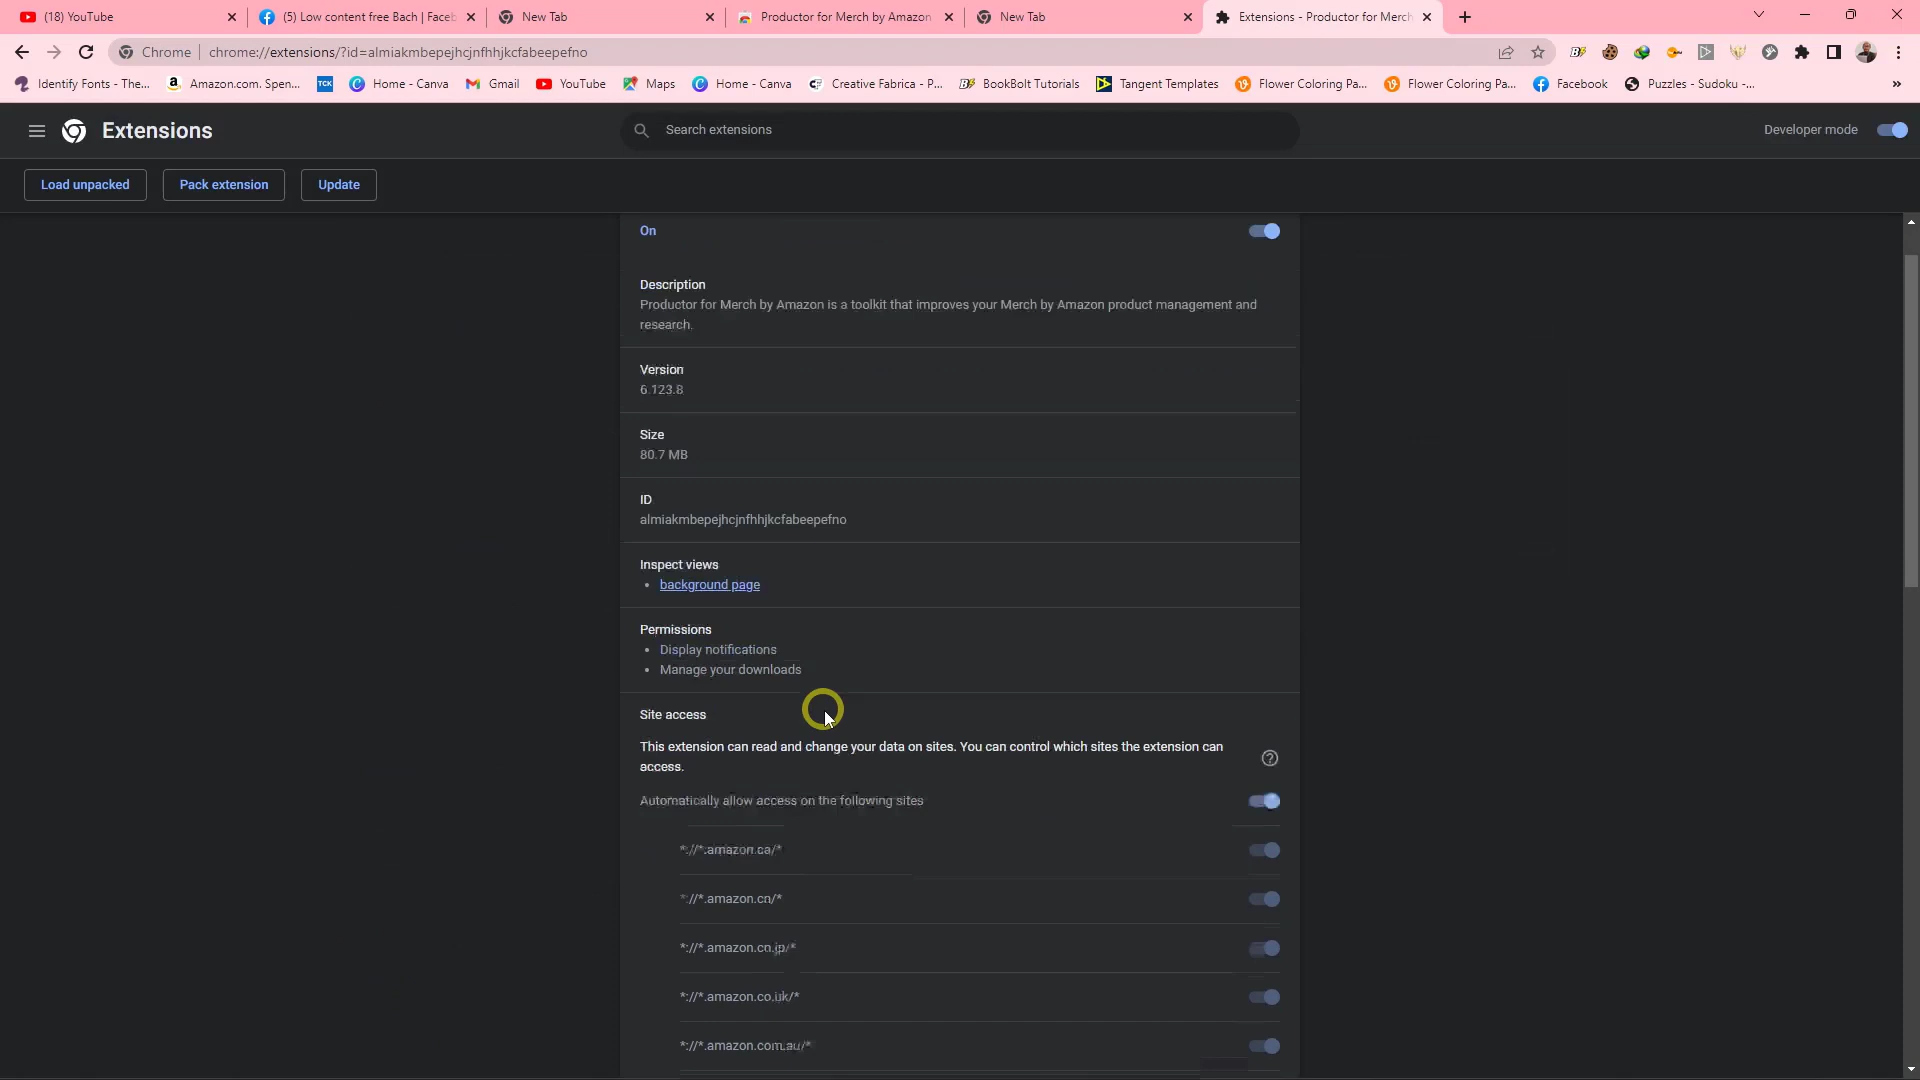 (18) YouTube
(5) Low content free Bach | Faceb
New Tab
Productor for Merch by Amazon
New Tab
Extensions - Productor for Merch
Chrome
chrome://extensions/?id=almiakmbepejhcjnfhhjkcfabeepefno
Identify Fonts - The...
Amazon.com. Spen...
TCK
Home - Canva
Gmail
YouTube
Maps
Home - Canva
Creative Fabrica - P...
BookBolt Tutorials
Tangent Templates
Flower Coloring Pa...
Flower Coloring Pa...
Facebook
Puzzles - Sudoku -...
Extensions
Search extensions
Developer mode
Load unpacked
Pack extension
Update
On
Description
Productor for Merch by Amazon is a toolkit that improves your Merch by Amazon product management and
research.
Version
6.123.8
Size
80.7 MB
ID
almiakmbepejhcjnfhhjkcfabeepefno
Inspect views
• background page
Permissions
• Display notifications
• Manage your downloads
Site access
This extension can read and change your data on sites. You can control which sites the extension can
access.
Automatically allow access on the following sites
*://*.amazon.ca/*
*://*.amazon.cn/*
*://*.amazon.co.jp/*
*://*.amazon.co.uk/*
*://*.amazon.com.au/*